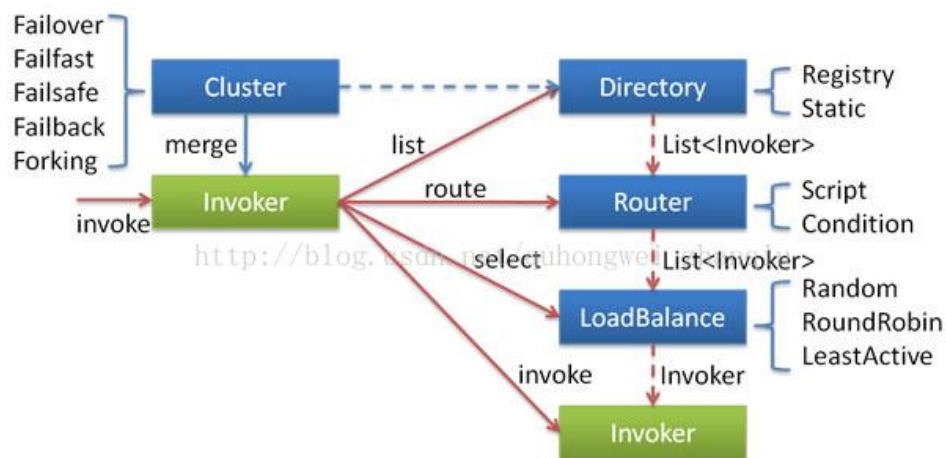 Failover
Failfast
Failsafe
Failback
Forking
Cluster
Directory
Registry
Static
merge
list
List<Invoker>
invoke
Invoker
route
Router
Script
Condition
select
List<Invoker>
LoadBalance
Random
RoundRobin
LeastActive
invoke
Invoker
Invoker